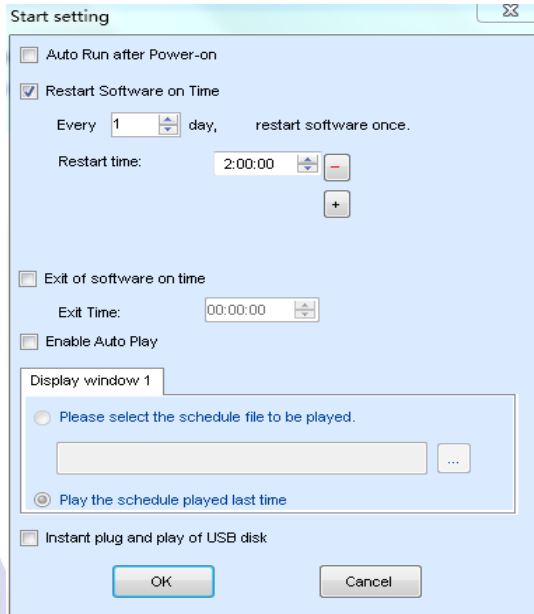 Start setting
Auto Run after Power-on
Restart Software on Time
Every 1 day, restart software once.
Restart time: 2:00:00 −
+
Exit of software on time
Exit Time: 00:00:00
Enable Auto Play
Display window 1
Please select the schedule file to be played.
...
Play the schedule played last time
Instant plug and play of USB disk
OK Cancel